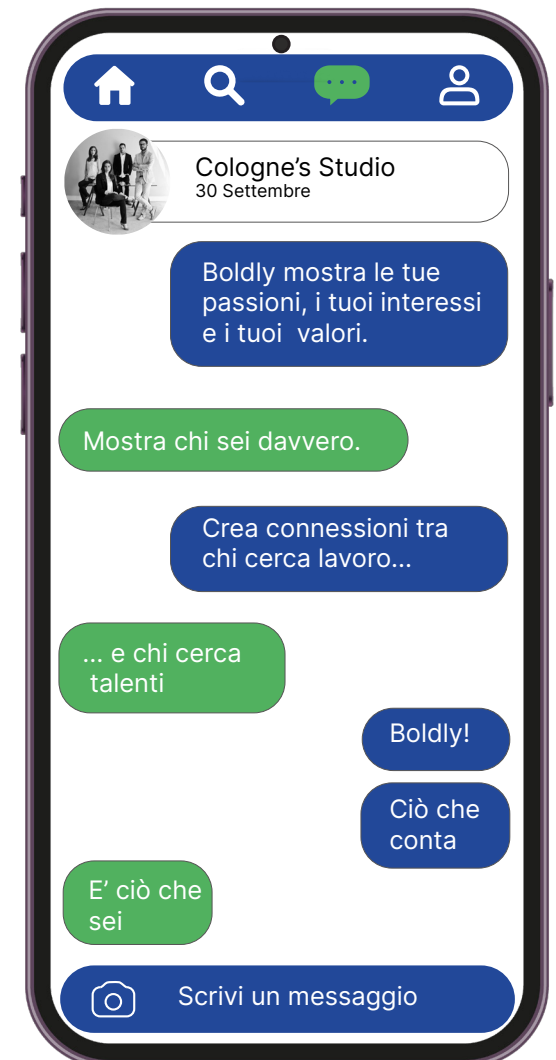 Cologne’s Studio
30 Settembre
Boldly mostra le tue
passioni, i tuoi interessi
e i tuoi valori.
Mostra chi sei davvero.
Crea connessioni tra
chi cerca lavoro...
... e chi cerca
talenti
Boldly!
Ciò che
conta
E’ ciò che
sei
Scrivi un messaggio